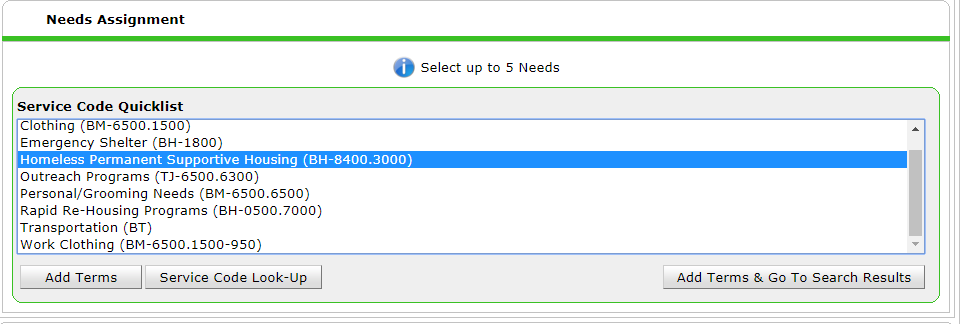 Needs Assignment
Select up to 5 Needs
Service Code Quicklist
Clothing (BM-6500.1500)
Emergency Shelter (BH-1800)
Homeless Permanent Supportive Housing (BH-8400.3000)
Outreach Programs (TJ-6500.6300)
Personal/Grooming Needs (BM-6500.6500)
Rapid Re-Housing Programs (BH-0500.7000)
Transportation (BT)
Work Clothing (BM-6500.1500-950)
Add Terms Service Code Look-Up Add Terms & Go To Search Results